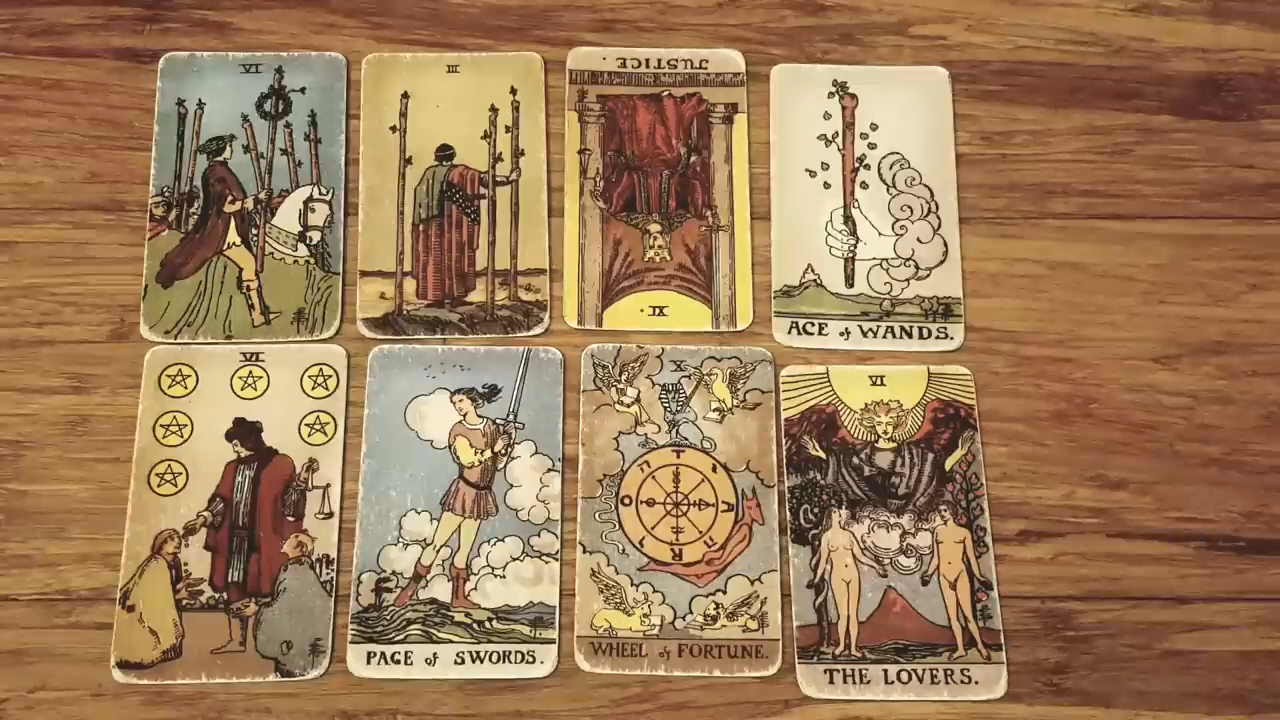 VI
III
JUSTICE.
XI.
ACE of WANDS.
VI
PAGE of SWORDS.
X
T A R O
WHEEL of FORTUNE.
VI
THE LOVERS.